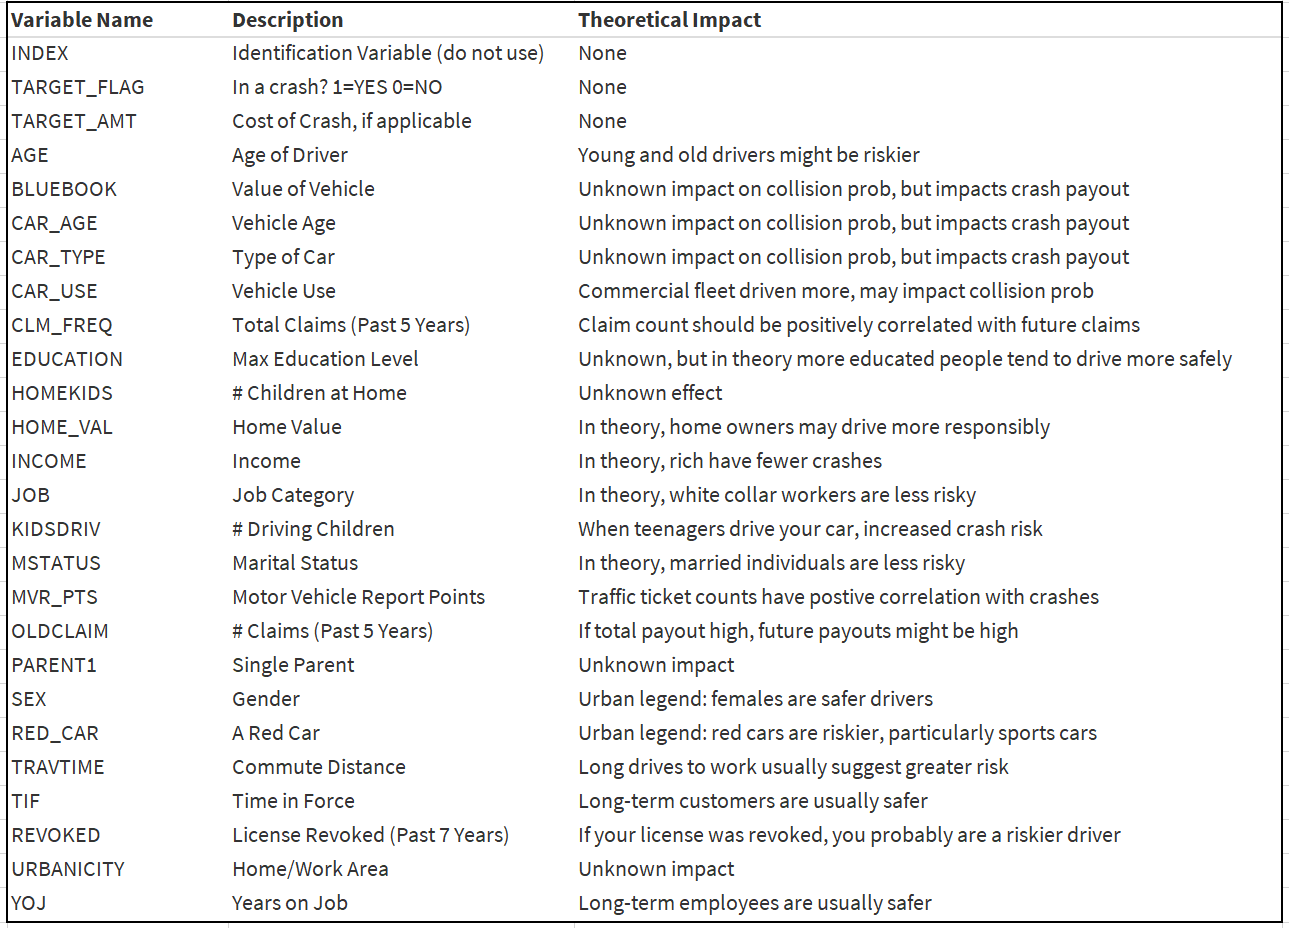 Variable Name Description Theoretical Impact
INDEX Identification Variable (do not use) None
TARGET_FLAG In a crash? 1=YES 0=NO None
TARGET_AMT Cost of Crash, if applicable None
AGE Age of Driver Young and old drivers might be riskier
BLUEBOOK Value of Vehicle Unknown impact on collision prob, but impacts crash payout
CAR_AGE Vehicle Age Unknown impact on collision prob, but impacts crash payout
CAR_TYPE Type of Car Unknown impact on collision prob, but impacts crash payout
CAR_USE Vehicle Use Commercial fleet driven more, may impact collision prob
CLM_FREQ Total Claims (Past 5 Years) Claim count should be positively correlated with future claims
EDUCATION Max Education Level Unknown, but in theory more educated people tend to drive more safely
HOMEKIDS # Children at Home Unknown effect
HOME_VAL Home Value In theory, home owners may drive more responsibly
INCOME Income In theory, rich have fewer crashes
JOB Job Category In theory, white collar workers are less risky
KIDSDRIV # Driving Children When teenagers drive your car, increased crash risk
MSTATUS Marital Status In theory, married individuals are less risky
MVR_PTS Motor Vehicle Report Points Traffic ticket counts have postive correlation with crashes
OLDCLAIM # Claims (Past 5 Years) If total payout high, future payouts might be high
PARENT1 Single Parent Unknown impact
SEX Gender Urban legend: females are safer drivers
RED_CAR A Red Car Urban legend: red cars are riskier, particularly sports cars
TRAVTIME Commute Distance Long drives to work usually suggest greater risk
TIF Time in Force Long-term customers are usually safer
REVOKED License Revoked (Past 7 Years) If your license was revoked, you probably are a riskier driver
URBANICITY Home/Work Area Unknown impact
YOJ Years on Job Long-term employees are usually safer